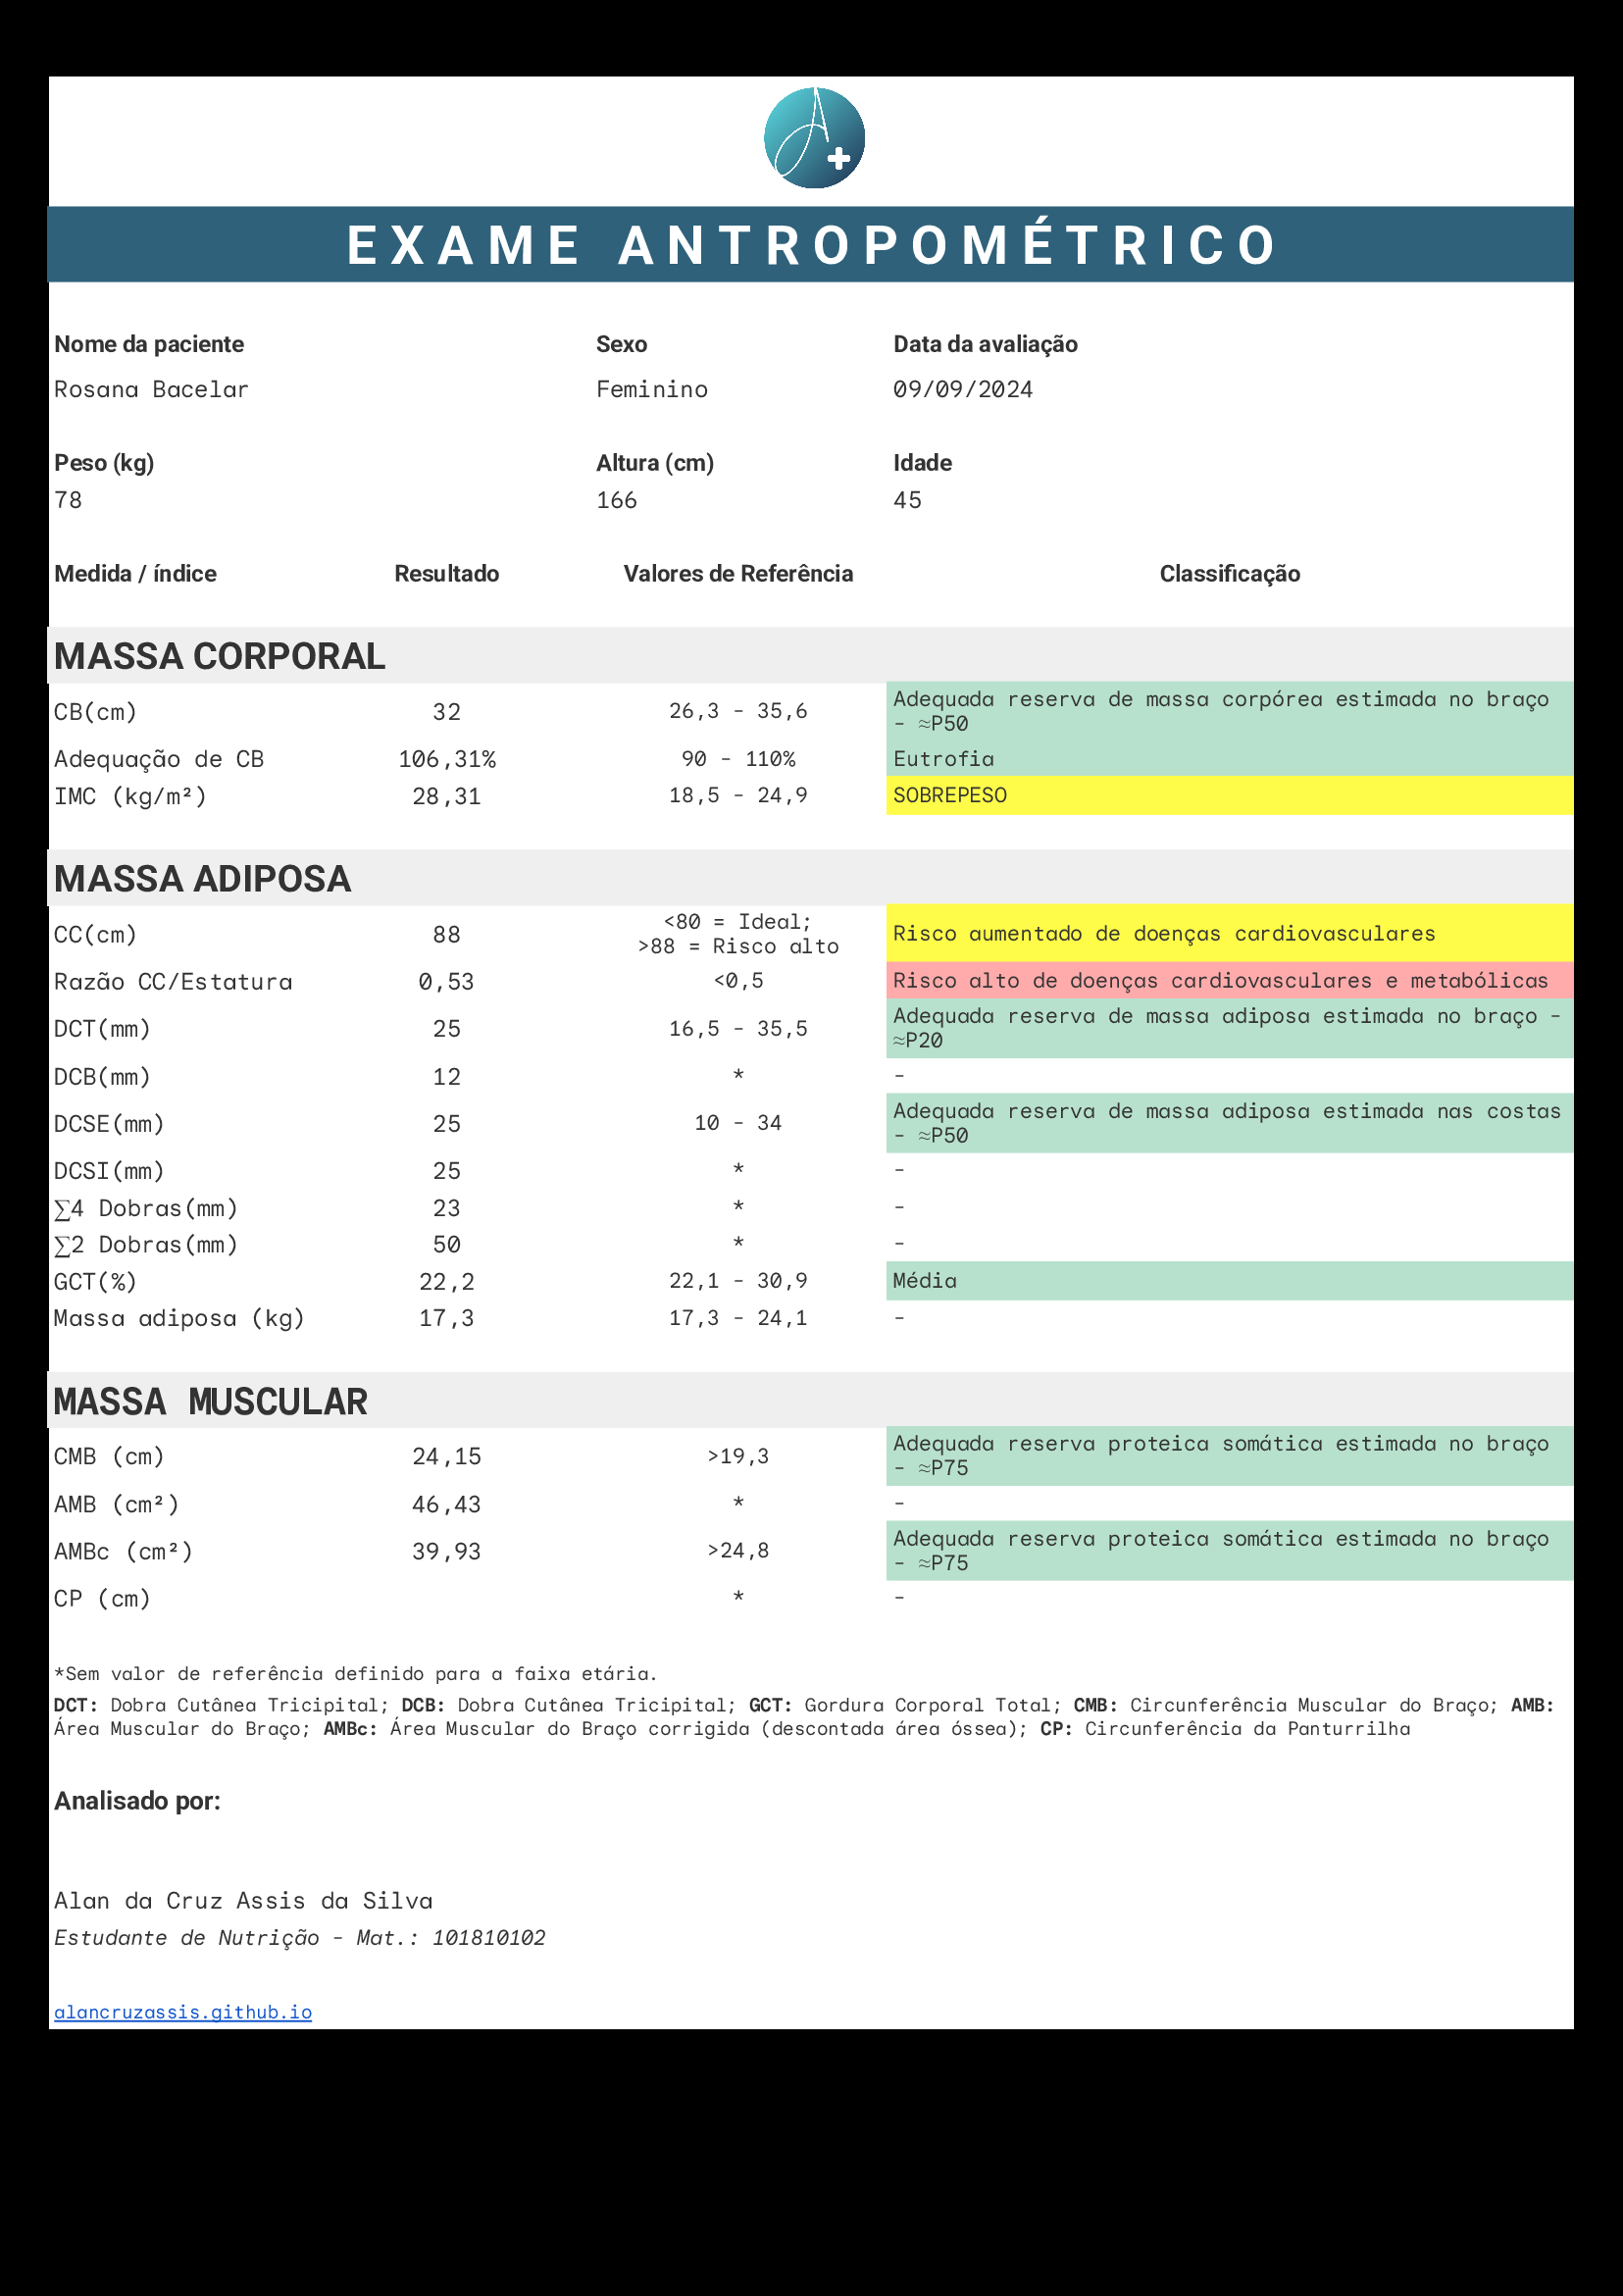 EXAME ANTROPOMÉTRICO
Nome da paciente Sexo Data da avaliação
Rosana Bacelar Feminino 09/09/2024
Peso (kg) Altura (cm) Idade
78 166 45
Medida / índice Resultado Valores de Referência Classificação
MASSA CORPORAL
CB(cm) 32 26,3 - 35,6 Adequada reserva de massa corpórea estimada no braço
- ≈P50
Adequação de CB 106,31% 90 - 110% Eutrofia
IMC (kg/m²) 28,31 18,5 - 24,9 SOBREPESO
MASSA ADIPOSA
CC(cm) 88 <80 = Ideal;
>88 = Risco alto Risco aumentado de doenças cardiovasculares
Razão CC/Estatura 0,53 <0,5 Risco alto de doenças cardiovasculares e metabólicas
DCT(mm) 25 16,5 - 35,5 Adequada reserva de massa adiposa estimada no braço -
≈P20
DCB(mm) 12 * -
DCSE(mm) 25 10 - 34 Adequada reserva de massa adiposa estimada nas costas
- ≈P50
DCSI(mm) 25 * -
∑4 Dobras(mm) 23 * -
∑2 Dobras(mm) 50 * -
GCT(%) 22,2 22,1 - 30,9 Média
Massa adiposa (kg) 17,3 17,3 - 24,1 -
MASSA MUSCULAR
CMB (cm) 24,15 >19,3 Adequada reserva proteica somática estimada no braço
- ≈P75
AMB (cm²) 46,43 * -
AMBc (cm²) 39,93 >24,8 Adequada reserva proteica somática estimada no braço
- ≈P75
CP (cm) * -
*Sem valor de referência definido para a faixa etária.
DCT: Dobra Cutânea Tricipital; DCB: Dobra Cutânea Tricipital; GCT: Gordura Corporal Total; CMB: Circunferência Muscular do Braço; AMB:
Área Muscular do Braço; AMBc: Área Muscular do Braço corrigida (descontada área óssea); CP: Circunferência da Panturrilha
Analisado por:
Alan da Cruz Assis da Silva
Estudante de Nutrição - Mat.: 101810102
alancruzassis.github.io